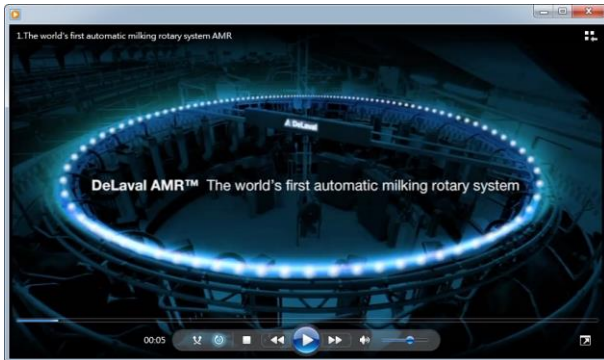 1.The world's first automatic milking rotary system AMR
DeLaval
DeLaval AMR™ The world's first automatic milking rotary system
00:05